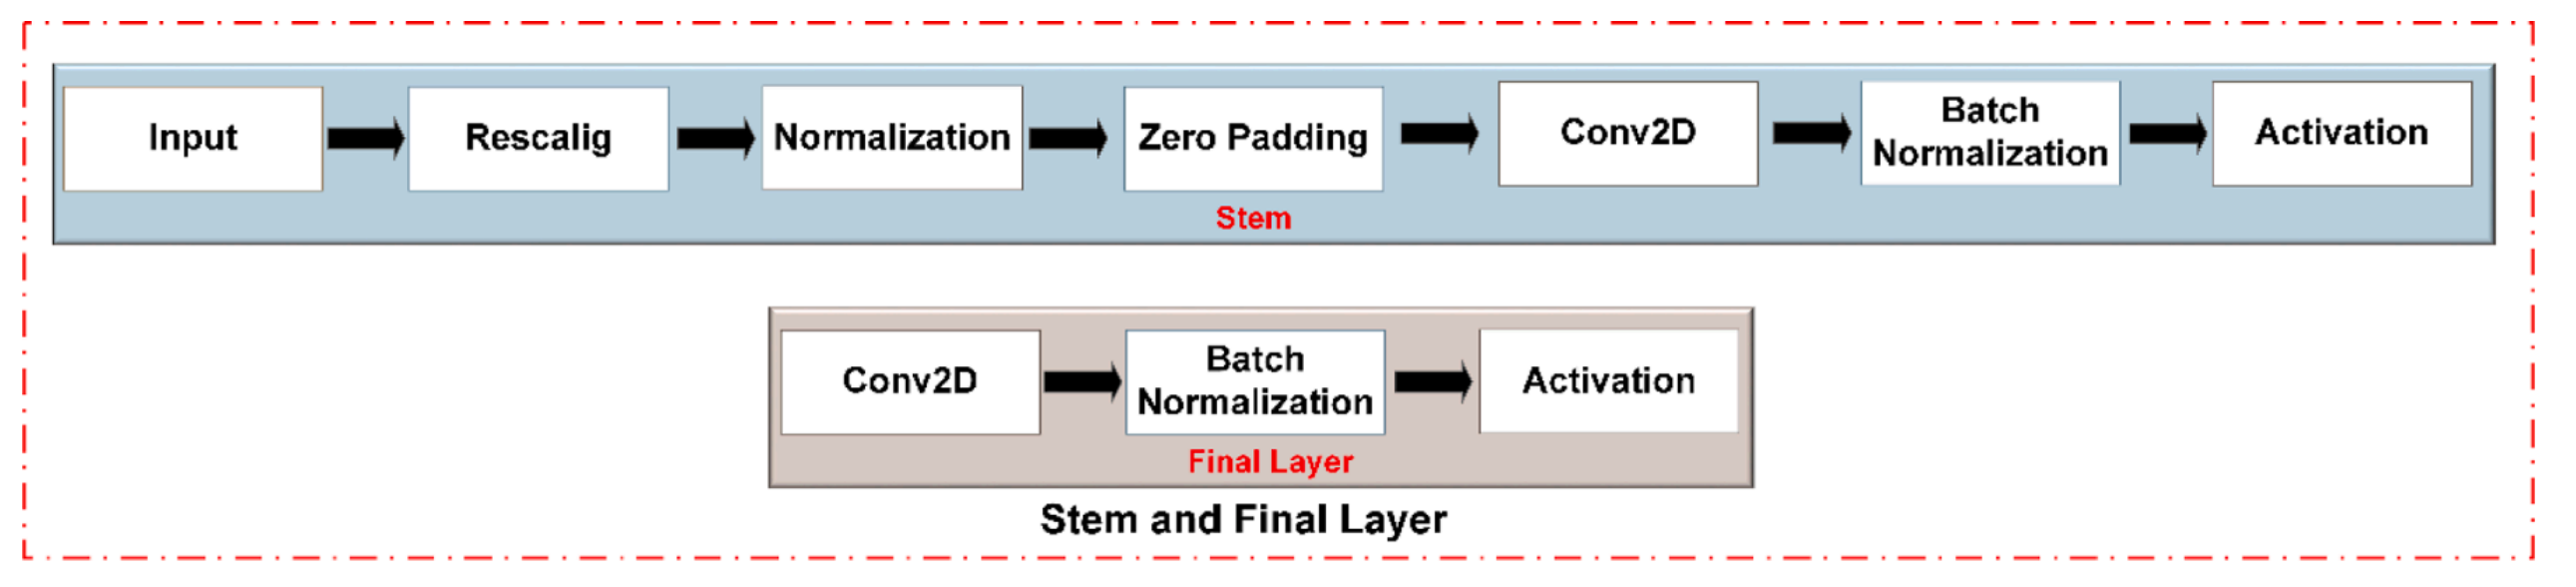 Input
Rescalig
Normalization
Zero Padding
Conv2D
Batch
Normalization
Activation
Stem
Conv2D
Batch
Normalization
Activation
Final Layer
Stem and Final Layer